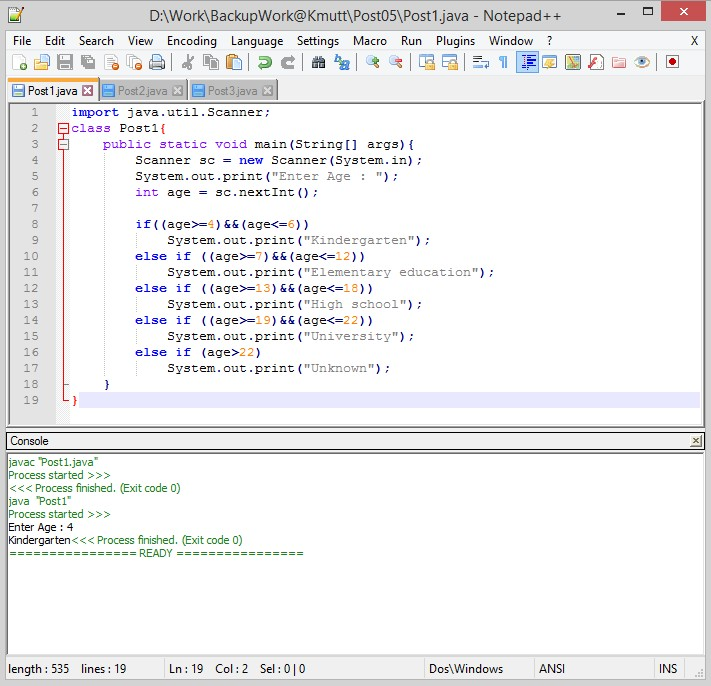 D:\Work\BackupWork@Kmutt\Post05\Post1.java - Notepad++
File Edit Search View Encoding Language Settings Macro Run Plugins Window ? X
Post1.java Post2.java Post3.java
1 import java.util.Scanner;
2 class Post1{
3 public static void main(String[] args){
4 Scanner sc = new Scanner(System.in);
5 System.out.print("Enter Age : ");
6 int age = sc.nextInt();
7
8 if((age>=4)&&(age<=6))
9 System.out.print("Kindergarten");
10 else if ((age>=7)&&(age<=12))
11 System.out.print("Elementary education");
12 else if ((age>=13)&&(age<=18))
13 System.out.print("High school");
14 else if ((age>=19)&&(age<=22))
15 System.out.print("University");
16 else if (age>22)
17 System.out.print("Unknown");
18 }
19 }
Console
javac "Post1.java"
Process started >>>
<<< Process finished. (Exit code 0)
java "Post1"
Process started >>>
Enter Age : 4
Kindergarten<<< Process finished. (Exit code 0)
================ READY ================
length : 535 lines : 19 Ln : 19 Col : 2 Sel : 0 | 0 Dos\Windows ANSI INS